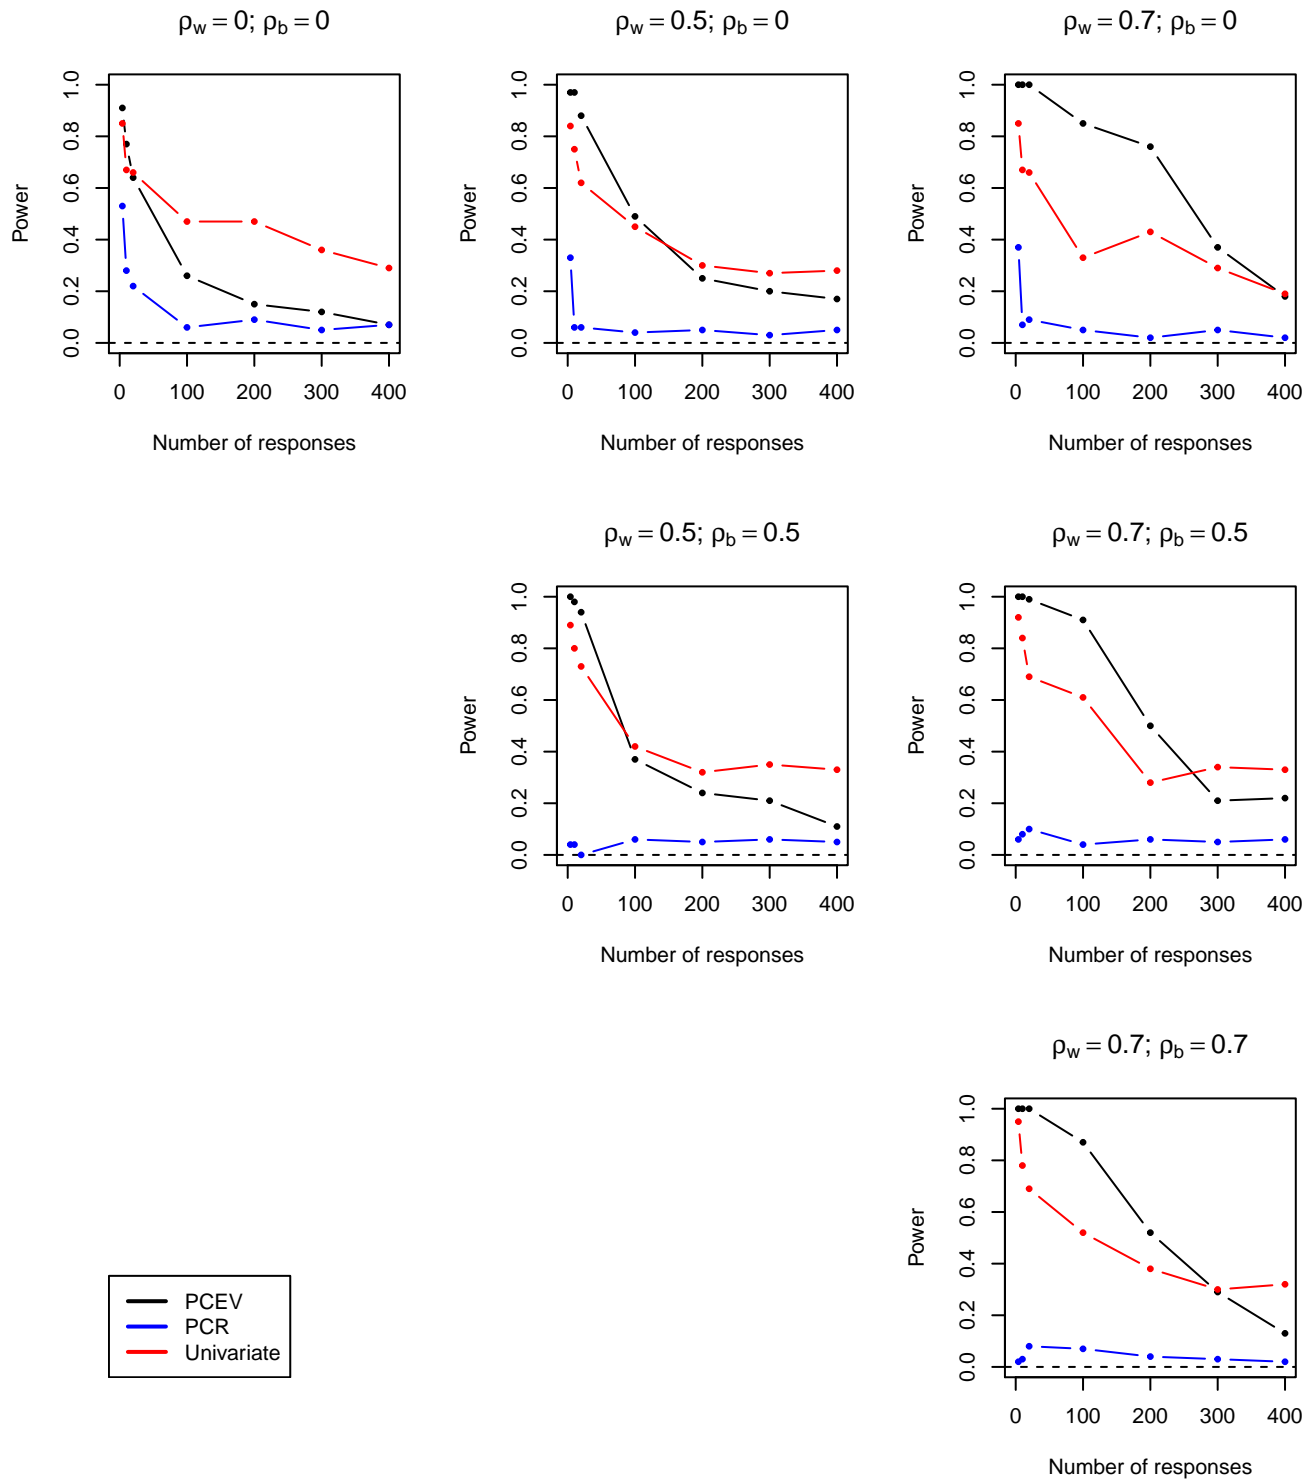 ρw = 0; ρb = 0
Power
0.0 0.2 0.4 0.6 0.8 1.0
0 100 200 300 400
Number of responses
ρw = 0.5; ρb = 0
Power
0.0 0.2 0.4 0.6 0.8 1.0
0 100 200 300 400
Number of responses
ρw = 0.7; ρb = 0
Power
0.0 0.2 0.4 0.6 0.8 1.0
0 100 200 300 400
Number of responses
ρw = 0.5; ρb = 0.5
Power
0.0 0.2 0.4 0.6 0.8 1.0
0 100 200 300 400
Number of responses
ρw = 0.7; ρb = 0.5
Power
0.0 0.2 0.4 0.6 0.8 1.0
0 100 200 300 400
Number of responses
ρw = 0.7; ρb = 0.7
Power
0.0 0.2 0.4 0.6 0.8 1.0
0 100 200 300 400
Number of responses
PCEV
PCR
Univariate